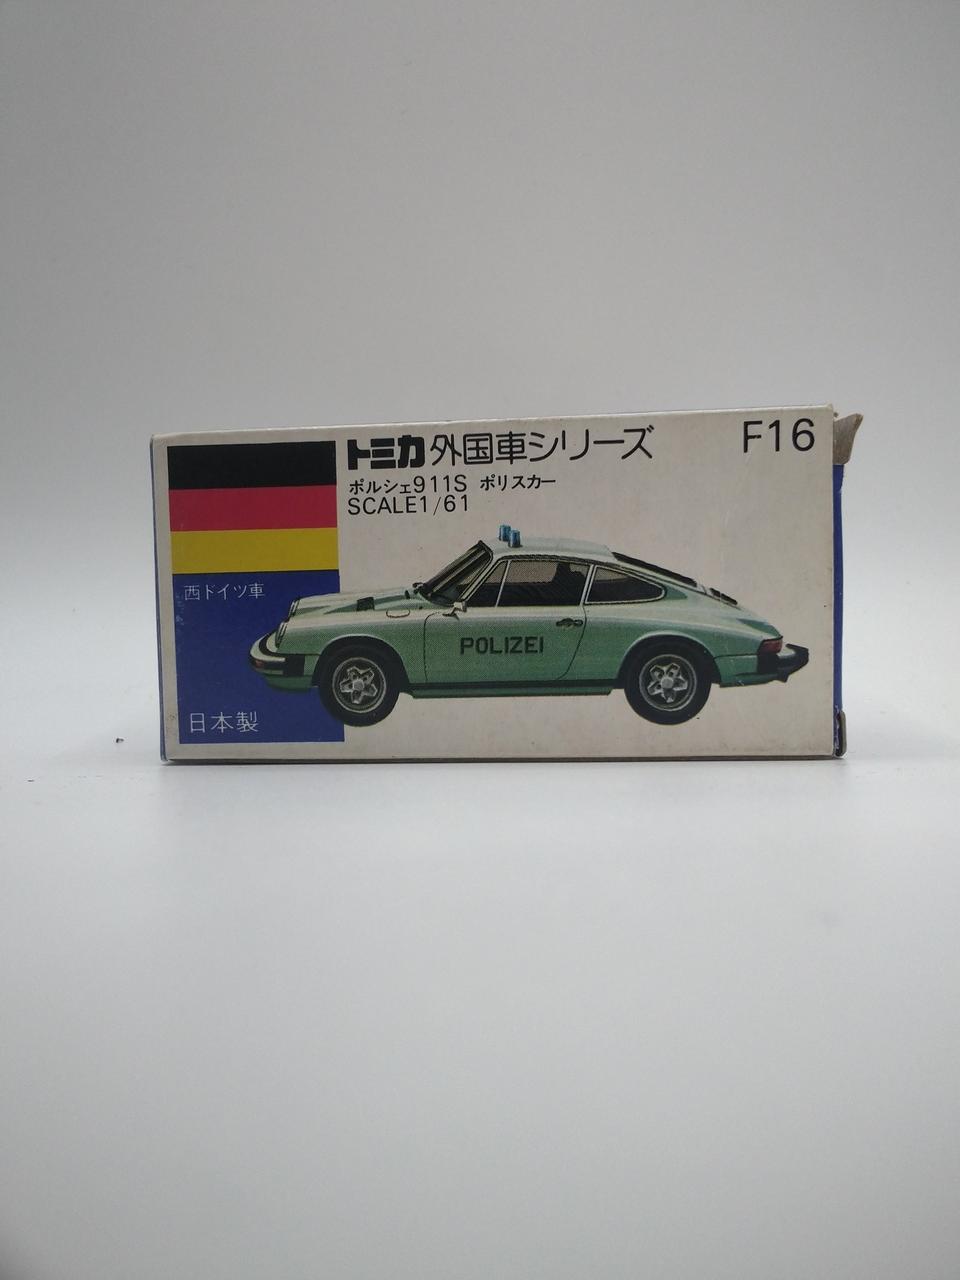 トミカ外国車シリーズ F16
ポルシェ911S ポリスカー
SCALE1/61
西ドイツ車
POLIZEI
日本製